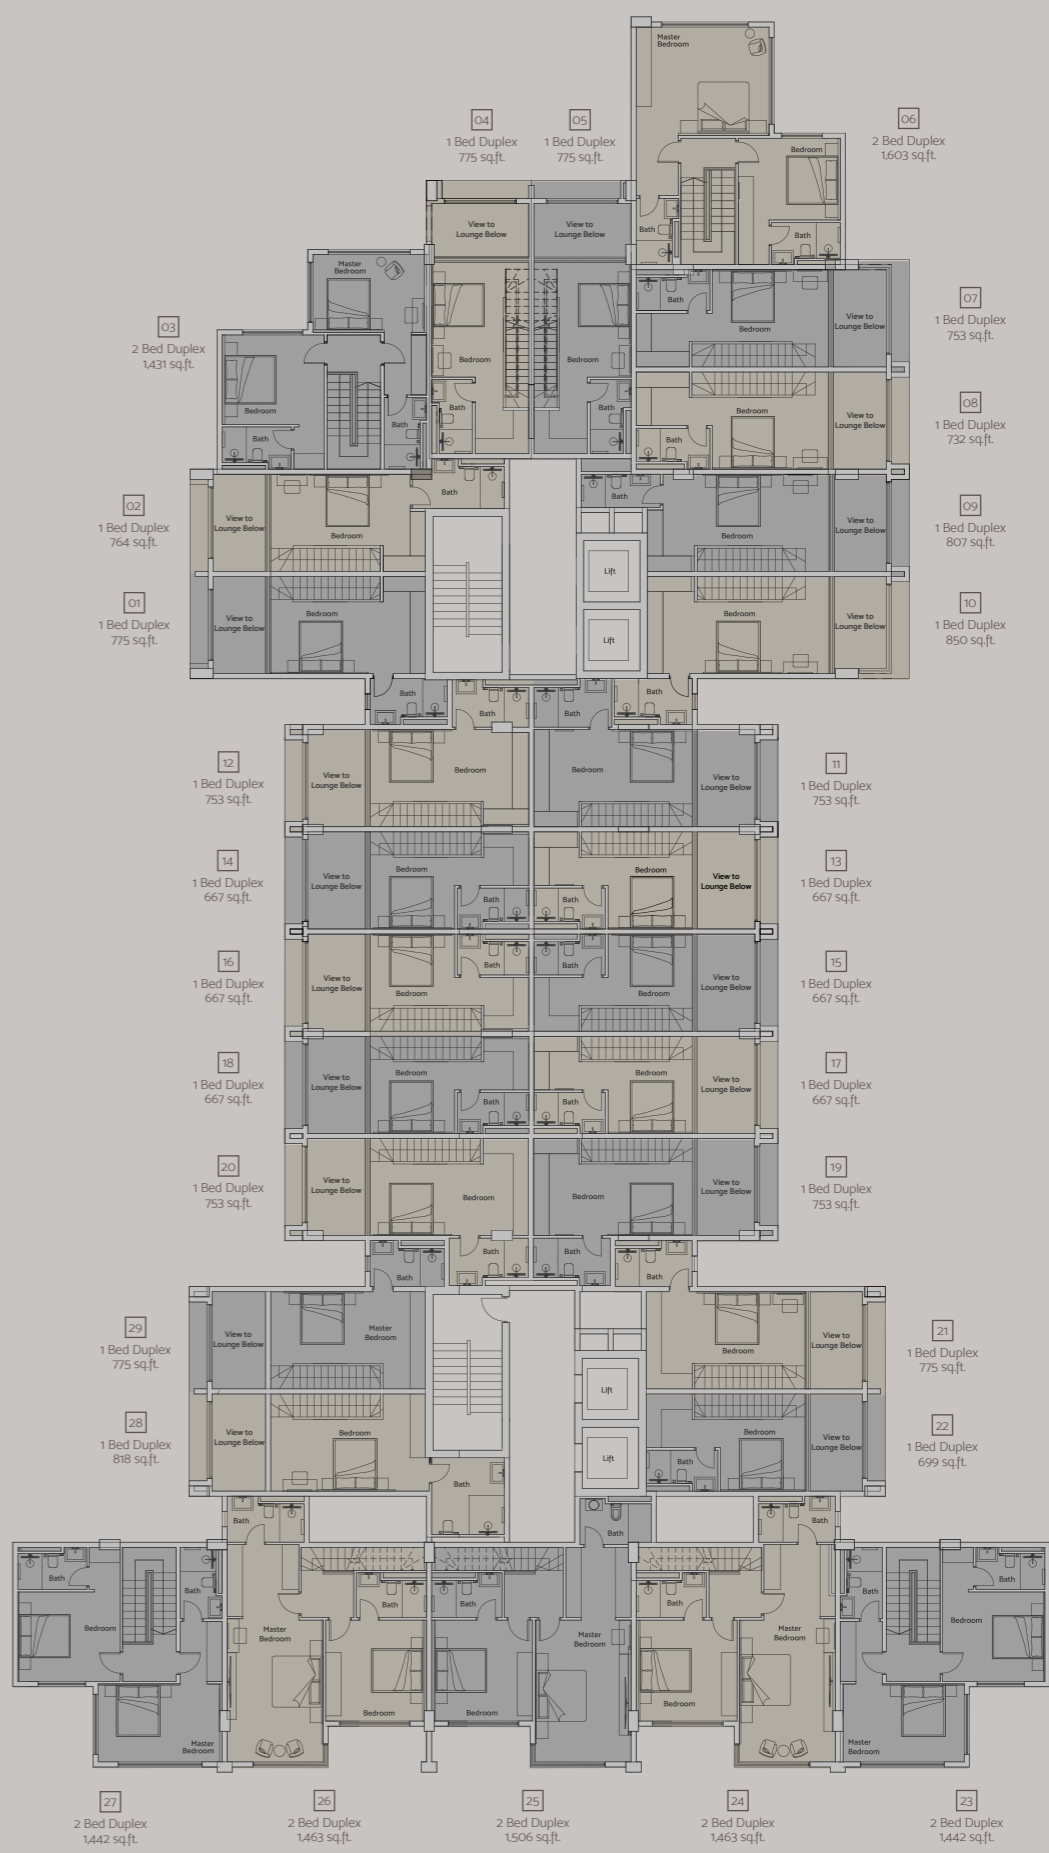 Master
Bedroom
04
1 Bed Duplex
775 sq.ft.
05
1 Bed Duplex
775 sq.ft.
06
2 Bed Duplex
1,603 sq.ft.
Bedroom
View to
Lounge Below
View to
Lounge Below
Bath
Bath
Master
Bedroom
03
2 Bed Duplex
1,431 sq.ft.
Bath
Bedroom
View to
Lounge Below
07
1 Bed Duplex
753 sq.ft.
Bedroom
Bedroom
Bedroom
Bath
Bath
Bath
Bath
Bedroom
Bath
View to
Lounge Below
08
1 Bed Duplex
732 sq.ft.
02
1 Bed Duplex
764 sq.ft.
View to
Lounge Below
Bedroom
Bath
Bath
Bedroom
View to
Lounge Below
09
1 Bed Duplex
807 sq.ft.
Lift
01
1 Bed Duplex
775 sq.ft.
View to
Lounge Below
Bedroom
Lift
Bedroom
View to
Lounge Below
10
1 Bed Duplex
850 sq.ft.
Bath
Bath
Bath
Bath
12
1 Bed Duplex
753 sq.ft.
View to
Lounge Below
Bedroom
Bedroom
View to
Lounge Below
11
1 Bed Duplex
753 sq.ft.
14
1 Bed Duplex
667 sq.ft.
View to
Lounge Below
Bedroom
Bath
Bath
Bedroom
View to
Lounge Below
13
1 Bed Duplex
667 sq.ft.
16
1 Bed Duplex
667 sq.ft.
View to
Lounge Below
Bedroom
Bath
Bath
Bedroom
View to
Lounge Below
15
1 Bed Duplex
667 sq.ft.
18
1 Bed Duplex
667 sq.ft.
View to
Lounge Below
Bedroom
Bath
Bath
Bedroom
View to
Lounge Below
17
1 Bed Duplex
667 sq.ft.
20
1 Bed Duplex
753 sq.ft.
View to
Lounge Below
Bedroom
Bedroom
View to
Lounge Below
19
1 Bed Duplex
753 sq.ft.
Bath
Bath
Bath
Bath
29
1 Bed Duplex
775 sq.ft.
View to
Lounge Below
Master
Bedroom
Bedroom
View to
Lounge Below
21
1 Bed Duplex
775 sq.ft.
Lift
28
1 Bed Duplex
818 sq.ft.
View to
Lounge Below
Bedroom
Bath
Lift
Bath
Bedroom
View to
Lounge Below
22
1 Bed Duplex
699 sq.ft.
Bath
Bath
Bath
Bath
Bath
Bath
Bath
Bath
Bath
Bath
Bedroom
Master
Bedroom
Master
Bedroom
Master
Bedroom
Bedroom
Master
Bedroom
Bedroom
Bedroom
Bedroom
Master
Bedroom
27
2 Bed Duplex
1,442 sq.ft.
26
2 Bed Duplex
1,463 sq.ft.
25
2 Bed Duplex
1,506 sq.ft.
24
2 Bed Duplex
1,463 sq.ft.
23
2 Bed Duplex
1,442 sq.ft.